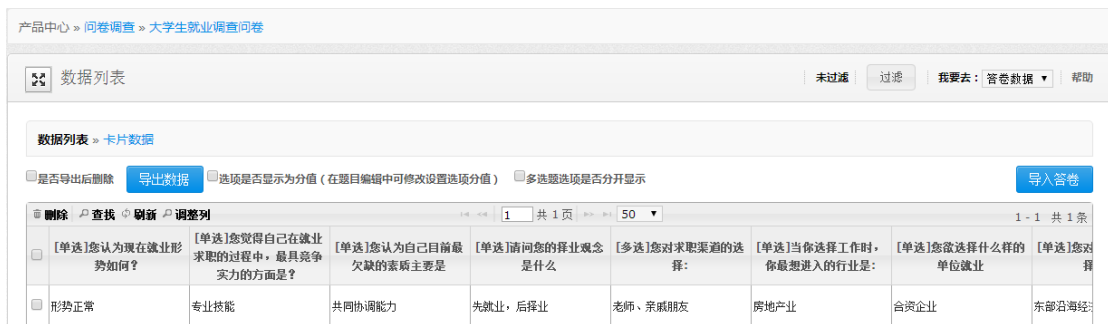 产品中心 » 问卷调查 » 大学生就业调查问卷
数据列表 未过滤 过滤 我要去： 答卷数据 帮助
数据列表 » 卡片数据
是否导出后删除 导出数据 选项是否显示为分值（在题目编辑中可修改设置选项分值） 多选题选项是否分开显示 导入答卷
删除 查找 刷新 调整列 1 共 1 页 50 1 - 1 共 1 条
[单选]您认为现在就业形势如何？
[单选]您觉得自己在就业求职的过程中，最具竞争实力的方面是？
[单选]您认为自己目前最欠缺的素质主要是
[单选]请问您的择业观念是什么
[多选]您对求职渠道的选择：
[单选]当你选择工作时，你最想进入的行业是：
[单选]您欲选择什么样的单位就业
[单选]您对
择
形势正常 专业技能 共同协调能力 先就业，后择业 老师、亲戚朋友 房地产业 合资企业 东部沿海经